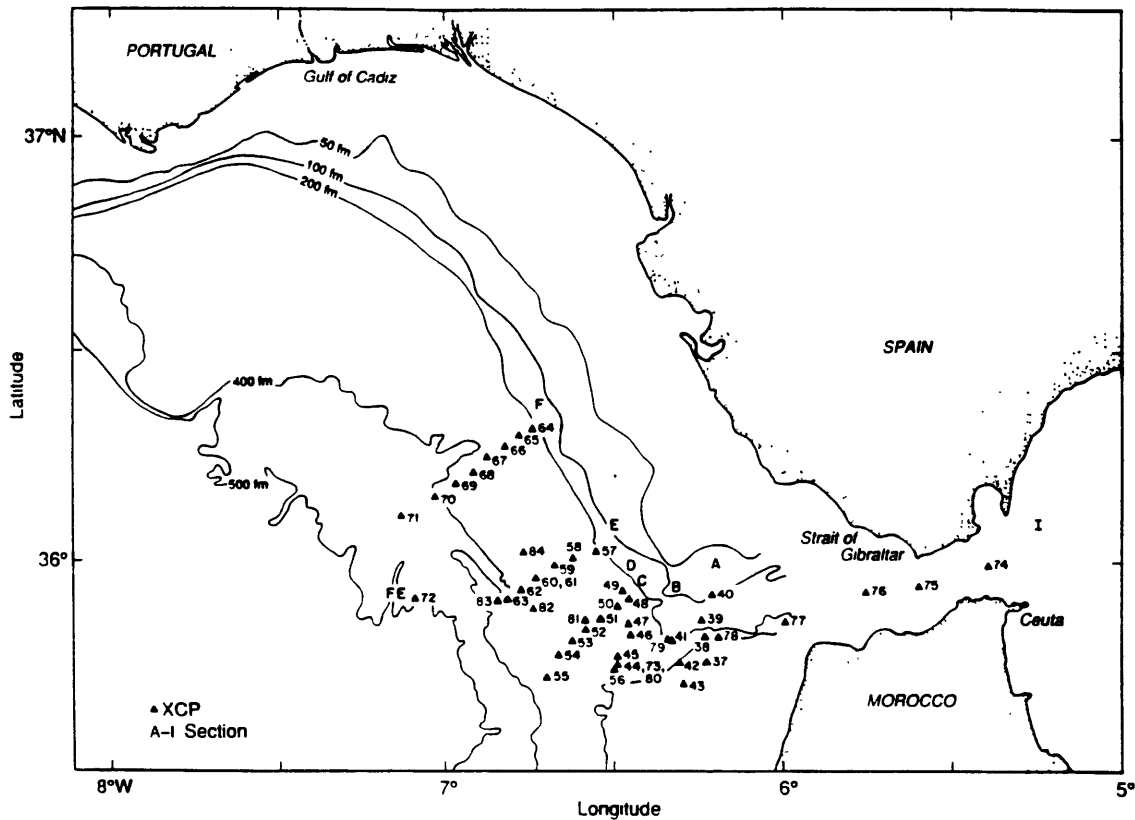 PORTUGAL
Gulf of Cadiz
37°N
50 fm
100 fm
200 fm
SPAIN
Latitude
400 fm
F
64
65
66
67
68
69
70
71
500 fm
E
Strait of
Gibraltar
I
36°
84
58
57
D
A
59
C
B
74
60, 61
49
40
76
75
F E
72
62
83
63
82
50
48
81
51
47
39
77
Ceuta
52
46
79
41
38
78
53
54
45
44, 73,
42
37
55
56
80
43
MOROCCO
▲ XCP
A–I Section
8°W
7°
6°
5°
Longitude